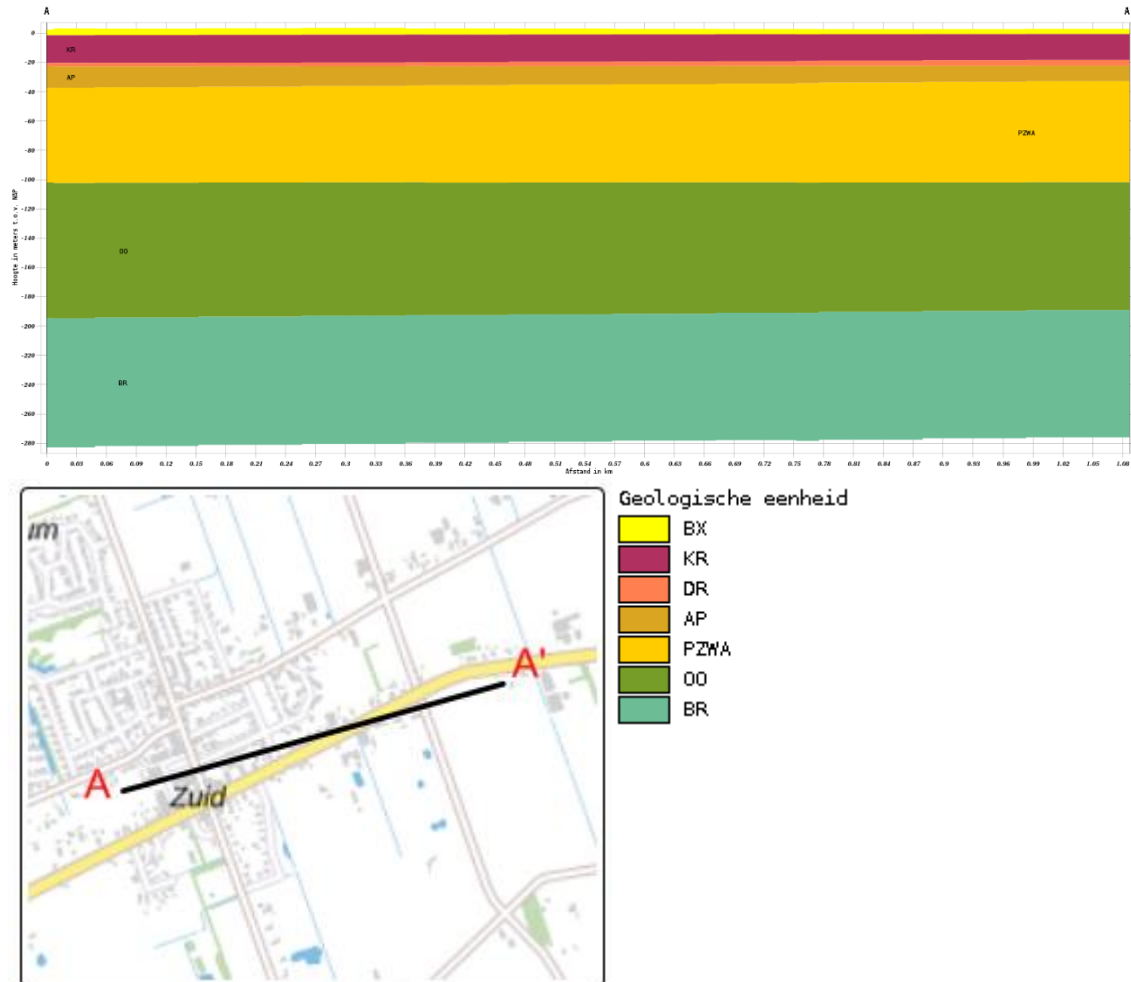 A A
0
-20
-40
-60
-80
-100
-120
-140
-160
-180
-200
-220
-240
-260
-280
Hoogte in meters t.o.v. NAP
KR
AP
PZWA
OO
BR
0 0.03 0.06 0.09 0.12 0.15 0.18 0.21 0.24 0.27 0.3 0.33 0.36 0.39 0.42 0.45 0.48 0.51 0.54 0.57 0.6 0.63 0.66 0.69 0.72 0.75 0.78 0.81 0.84 0.87 0.9 0.93 0.96 0.99 1.02 1.05 1.08
Afstand in km
um
A'
A
Zuid
Geologische eenheid
BX
KR
DR
AP
PZWA
OO
BR